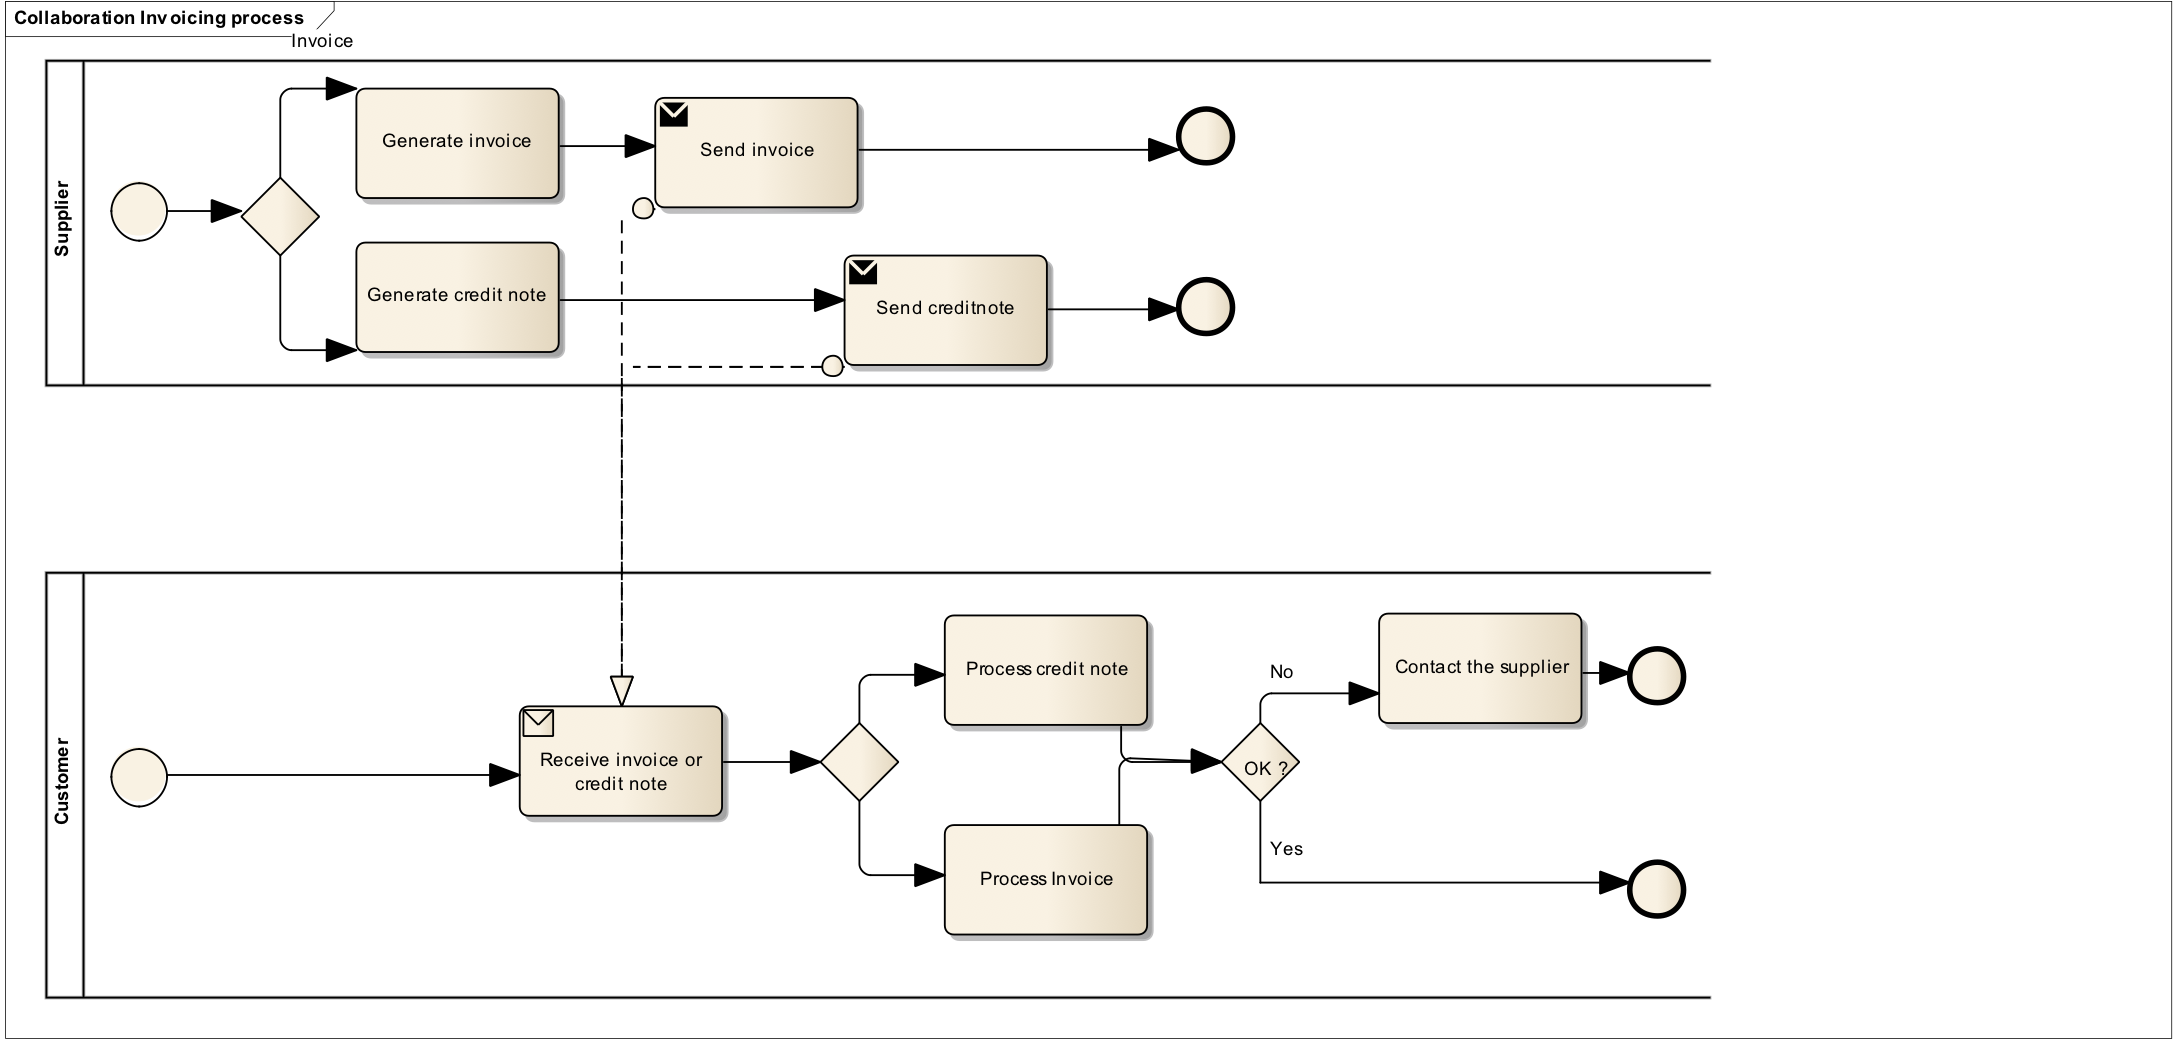 Collaboration Invoicing process
Invoice
Supplier
Generate invoice
Send invoice
Generate credit note
Send creditnote
Customer
Receive invoice or
credit note
Process credit note
Process Invoice
OK ?
No
Yes
Contact the supplier